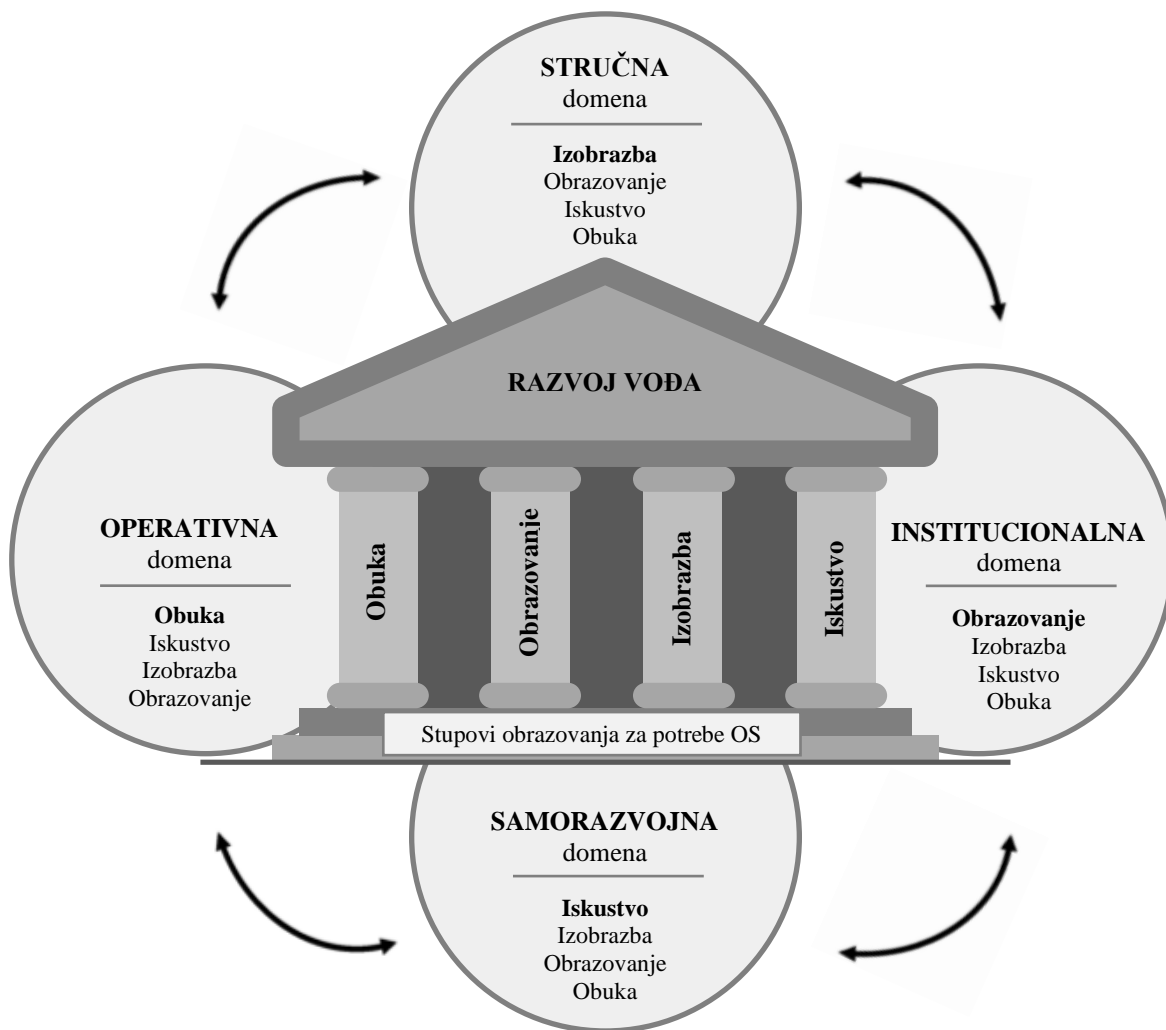 STRUČNA
domena
Izobrazba
Obrazovanje
Iskustvo
Obuka
RAZVOJ VOĐA
OPERATIVNA
domena
Obuka
Iskustvo
Izobrazba
Obrazovanje
Obuka
Obrazovanje
Izobrazba
Iskustvo
INSTITUCIONALNA
domena
Obrazovanje
Izobrazba
Iskustvo
Obuka
Stupovi obrazovanja za potrebe OS
SAMORAZVOJNA
domena
Iskustvo
Izobrazba
Obrazovanje
Obuka